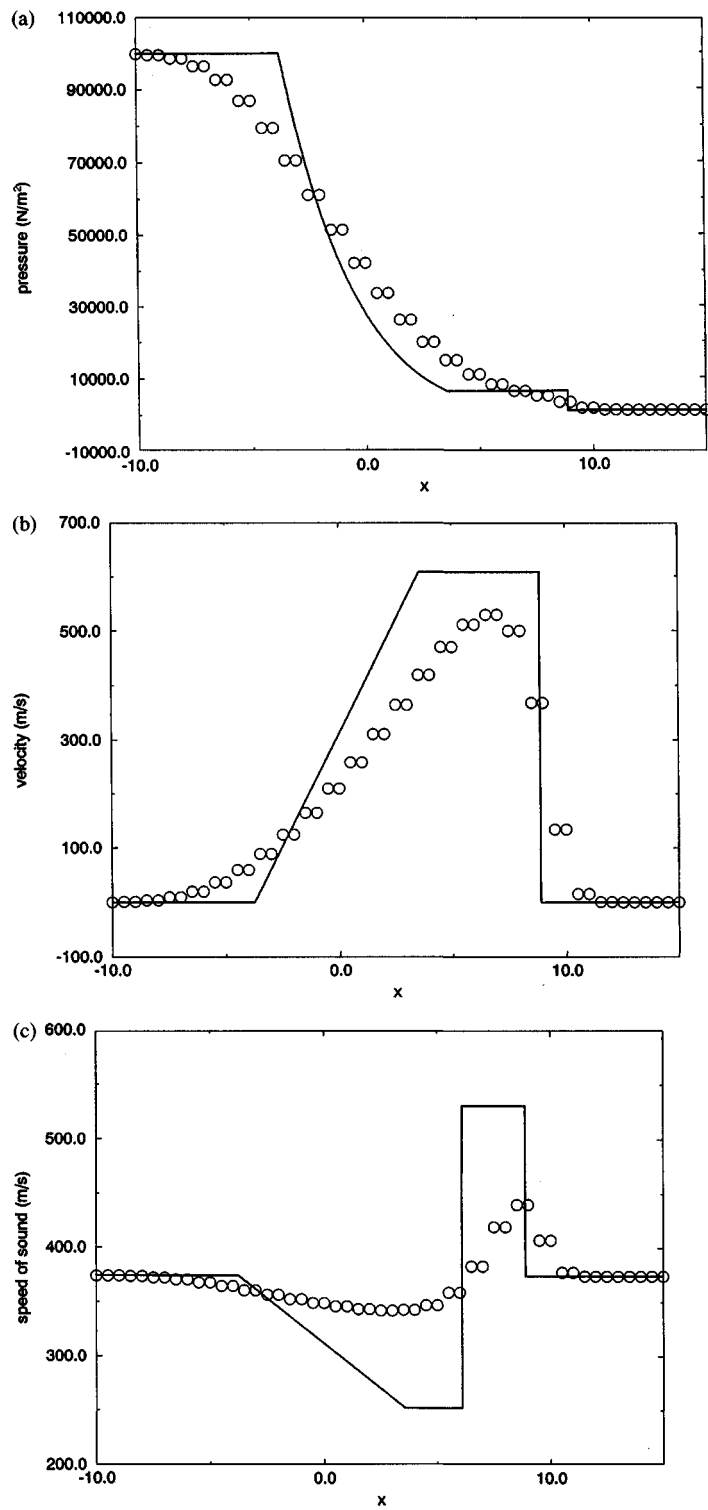 (a)
110000.0
90000.0
70000.0
50000.0
30000.0
10000.0
-10000.0
pressure (N/m²)
-10.0 0.0 10.0
x
(b)
700.0
500.0
300.0
100.0
-100.0
velocity (m/s)
-10.0 0.0 10.0
x
(c)
600.0
500.0
400.0
300.0
200.0
speed of sound (m/s)
-10.0 0.0 10.0
x